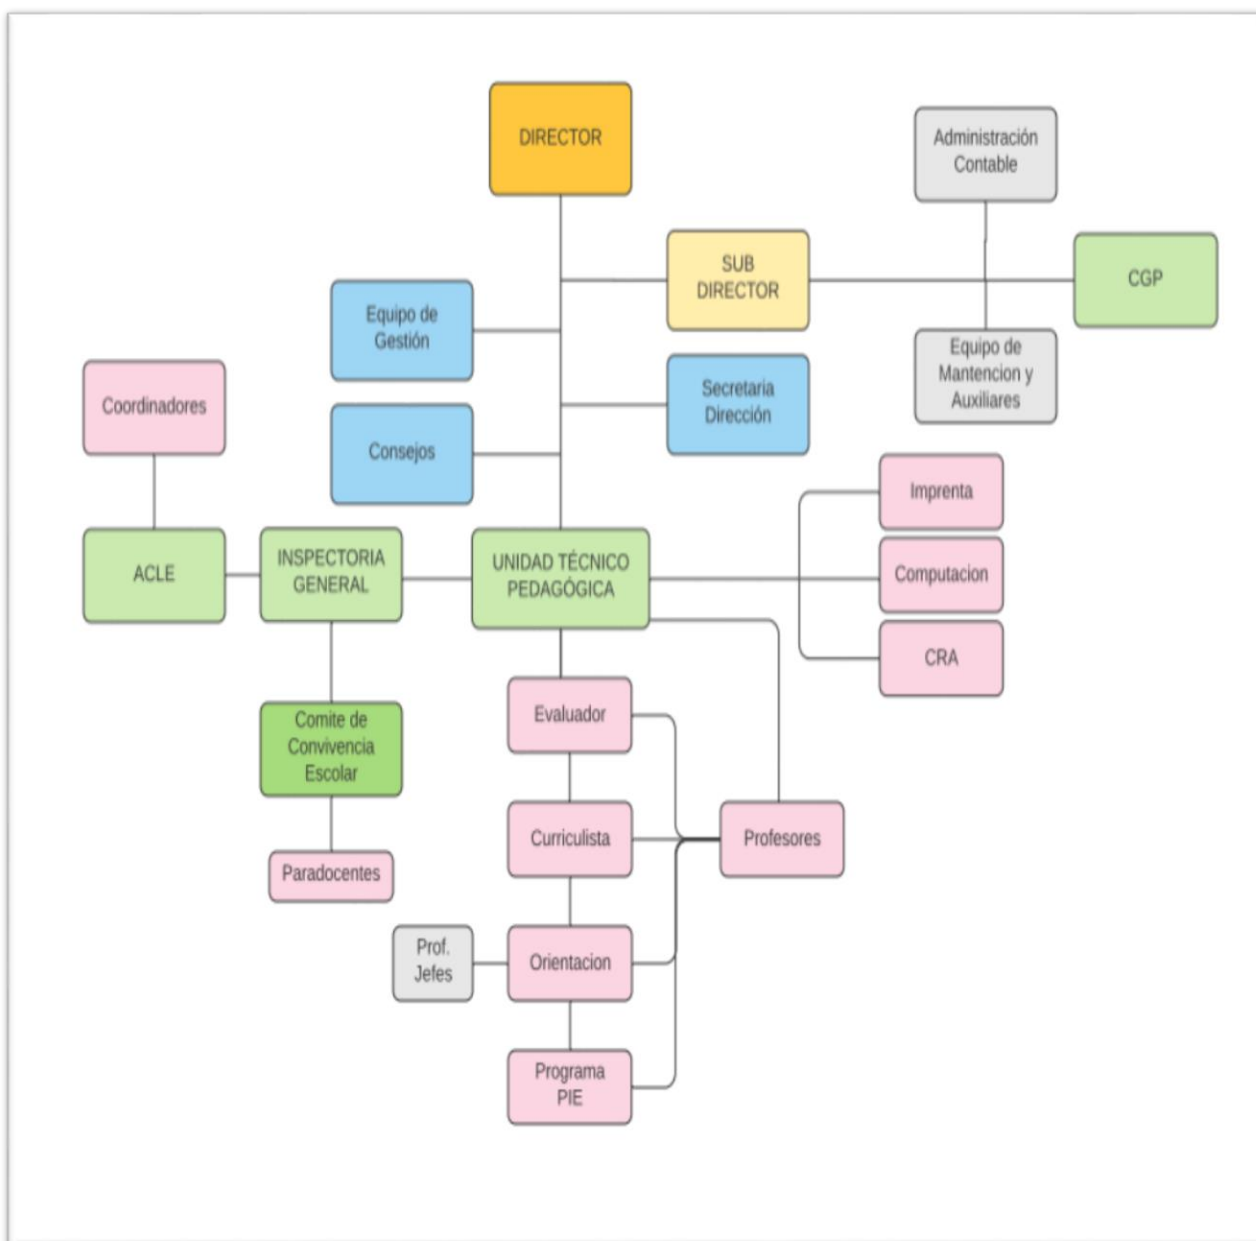 DIRECTOR
Administración
Contable
SUB
DIRECTOR
CGP
Equipo de
Gestión
Equipo de
Mantencion y
Auxiliares
Secretaria
Dirección
Coordinadores
Consejos
Imprenta
ACLE
INSPECTORIA
GENERAL
UNIDAD TÉCNICO
PEDAGÓGICA
Computacion
CRA
Comite de
Convivencia
Escolar
Evaluador
Curriculista
Profesores
Paradocentes
Prof.
Jefes
Orientacion
Programa
PIE